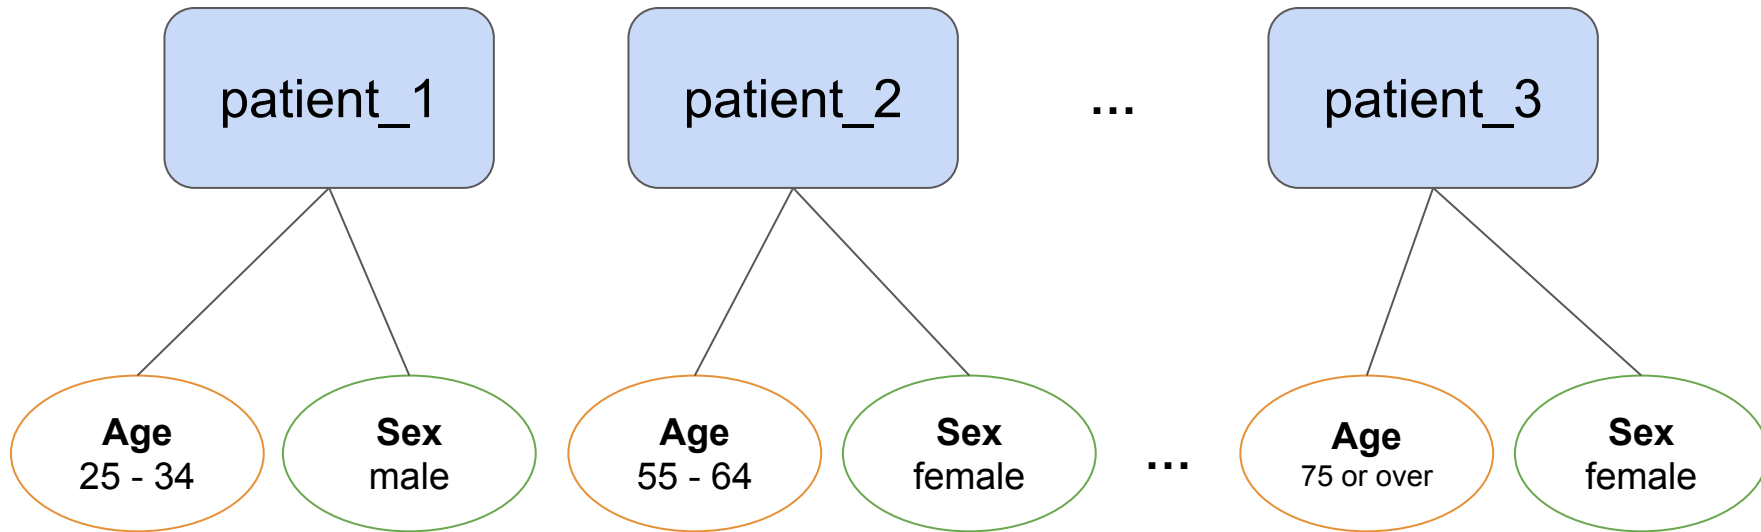 patient_1
patient_2
...
patient_3
Age
25 - 34
Sex
male
Age
55 - 64
Sex
female
...
Age
75 or over
Sex
female